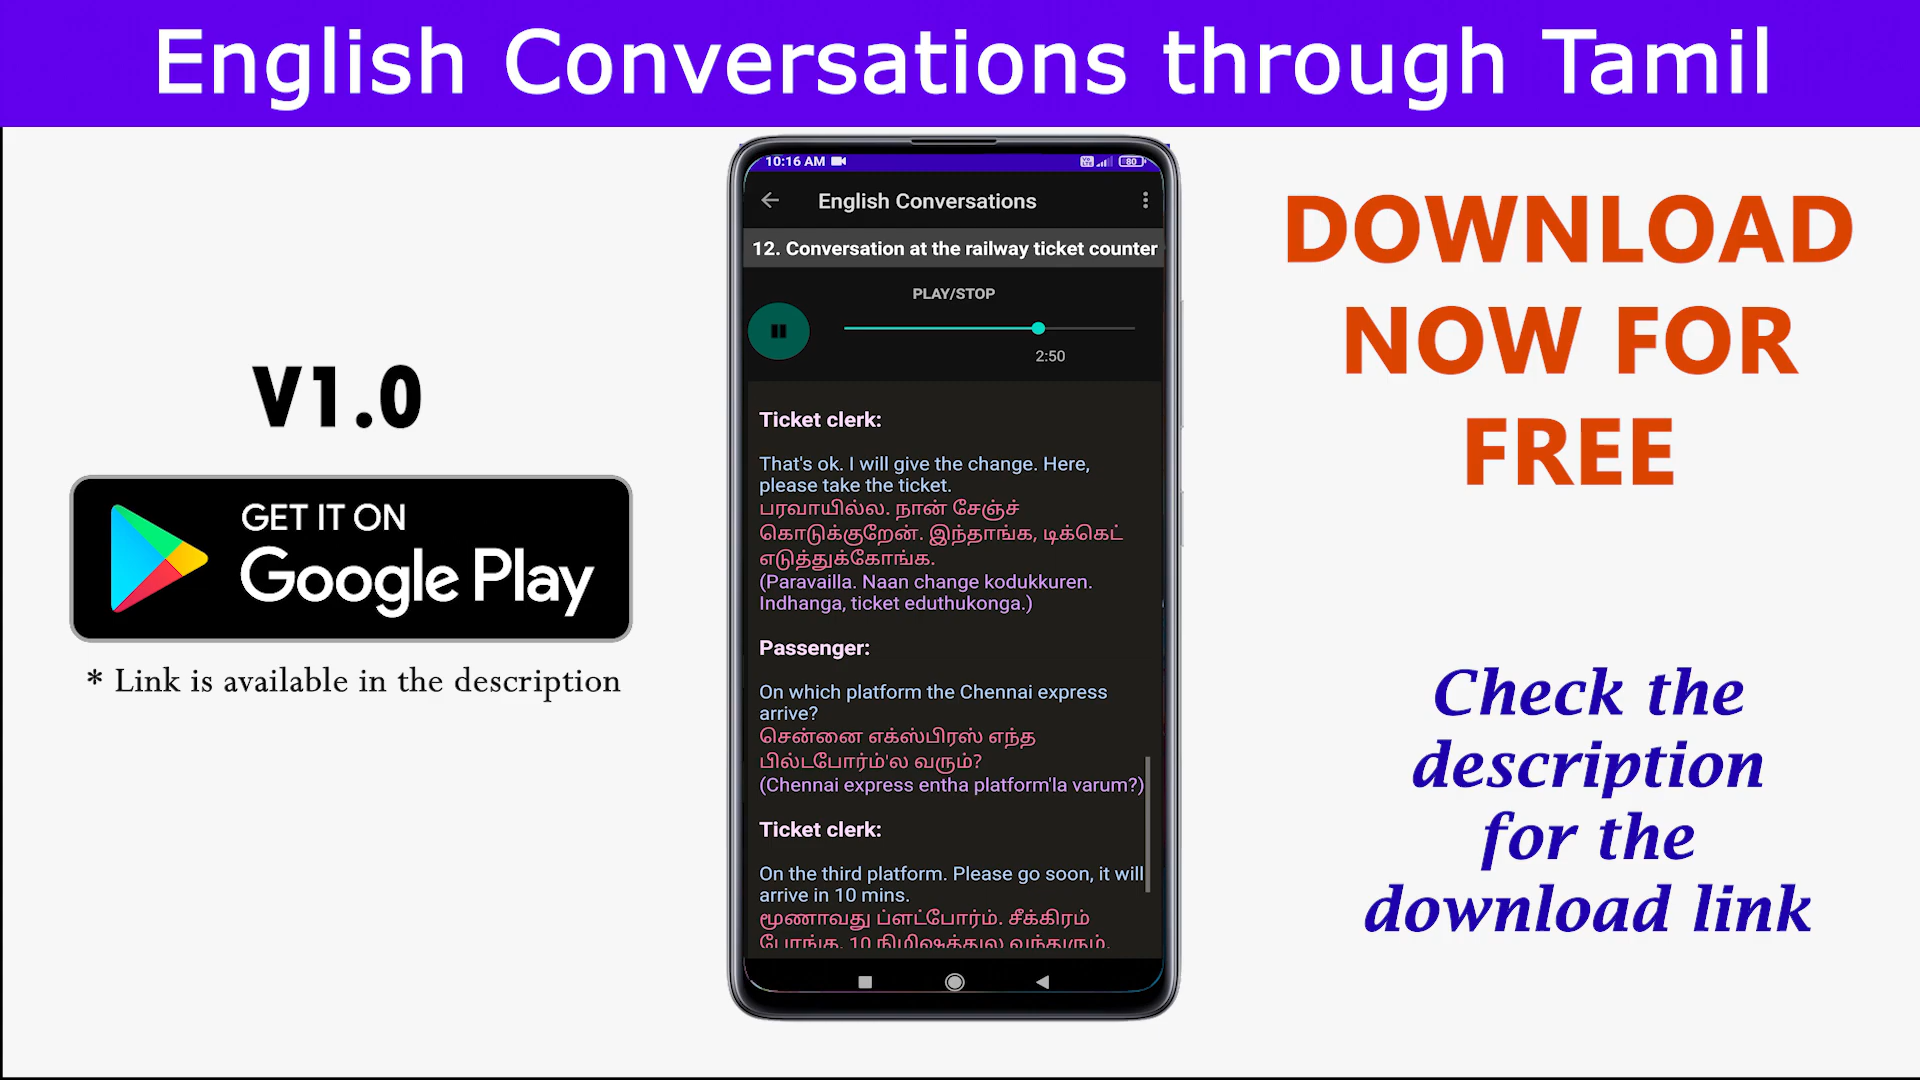 English Conversations through Tamil
V1.0
GET IT ON
Google Play
* Link is available in the description
10:16 AM
80
English Conversations
12. Conversation at the railway ticket counter
PLAY/STOP
2:50
Ticket clerk:
That's ok. I will give the change. Here,
please take the ticket.
பரவாயில்ல. நான் சேஞ்ச்
கொடுக்குறேன். இந்தாங்க, டிக்கெட்
எடுத்துக்கோங்க.
(Paravailla. Naan change kodukkuren.
Indhanga, ticket eduthukonga.)
Passenger:
On which platform the Chennai express
arrive?
சென்னை எக்ஸ்பிரஸ் எந்த
பில்டபோர்ம்'ல வரும்?
(Chennai express entha platform'la varum?)
Ticket clerk:
On the third platform. Please go soon, it will
arrive in 10 mins.
மூணாவது ப்ளட்போர்ம். சீக்கிரம்
போங்க. 10 நிமிஷத்துல வந்துரும்.
DOWNLOAD
NOW FOR
FREE
Check the
description
for the
download link